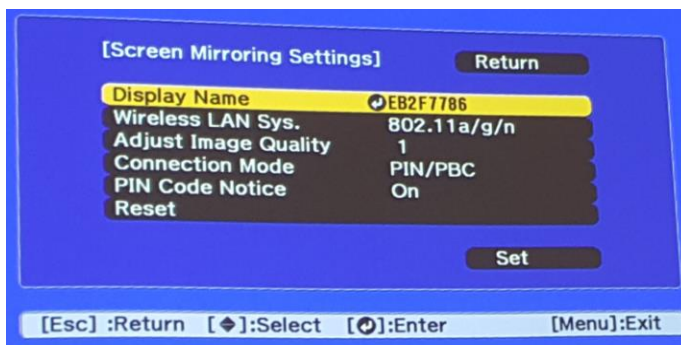 [Screen Mirroring Settings] Return
Display Name EB2F7786
Wireless LAN Sys. 802.11a/g/n
Adjust Image Quality 1
Connection Mode PIN/PBC
PIN Code Notice On
Reset
Set
[Esc] :Return [◆]:Select [⏎]:Enter [Menu]:Exit